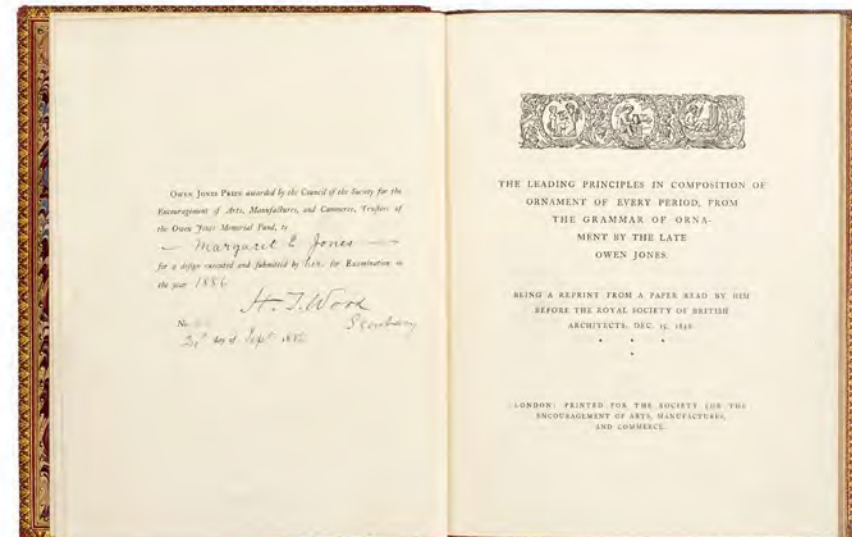 OWEN JONES PRIZE awarded by the Council of the Society for the
Encouragement of Arts, Manufactures, and Commerce, Trustees of
the Owen Jones Memorial Fund, to
— Margaret E Jones —
for a design executed and submitted by her for Examination in
the year 1886
H. T. Wood
Secretary
No.
day of Sept 1886
THE LEADING PRINCIPLES IN COMPOSITION OF
ORNAMENT OF EVERY PERIOD, FROM
THE GRAMMAR OF ORNA-
MENT BY THE LATE
OWEN JONES.
BEING A REPRINT FROM A PAPER READ BY HIM
BEFORE THE ROYAL SOCIETY OF BRITISH
ARCHITECTS, DEC. 15,
LONDON: PRINTED FOR THE SOCIETY FOR THE
ENCOURAGEMENT OF ARTS, MANUFACTURES,
AND COMMERCE.